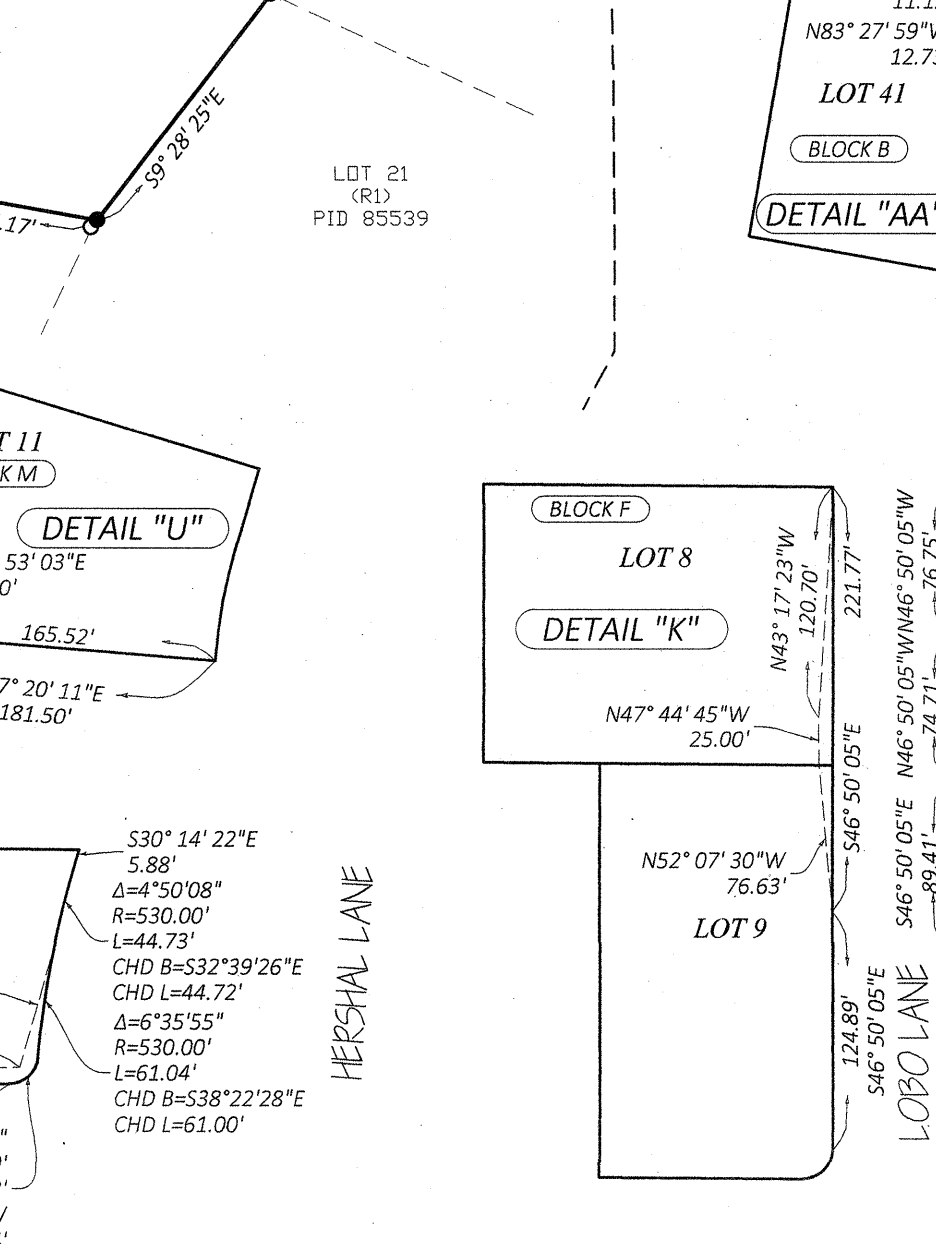 N83° 27' 59"W
LOT 41
BLOCK B
DETAIL "AA"
S9° 28' 25"E
.17'
LOT 21
(R1)
PID 85539
T 11
K M
DETAIL "U"
53' 03"E
0'
165.52'
7° 20' 11"E
181.50'
BLOCK F
LOT 8
DETAIL "K"
N43° 17' 23"W
120.70'
221.77'
N47° 44' 45"W
25.00'
S46° 50' 05"E
N52° 07' 30"W
76.63'
LOT 9
124.89'
S46° 50' 05"E
N46° 50' 05"W
76.75'
N46° 50' 05"W
74.71'
S46° 50' 05"E
89.41'
LOBO LANE
HERSHAL LANE
S30° 14' 22"E
5.88'
Δ=4°50'08"
R=530.00'
L=44.73'
CHD B=S32°39'26"E
CHD L=44.72'
Δ=6°35'55"
R=530.00'
L=61.04'
CHD B=S38°22'28"E
CHD L=61.00'